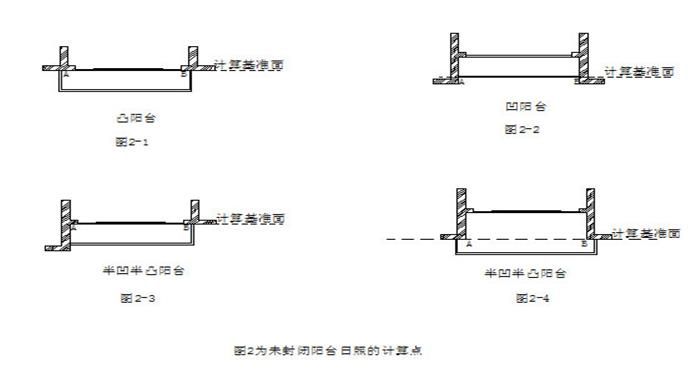 A B 计算基准面
凸阳台
图2-1
A B 计算基准面
凹阳台
图2-2
A B 计算基准面
半凹半凸阳台
图2-3
A B 计算基准面
半凹半凸阳台
图2-4
图2为未封闭阳台日照的计算点